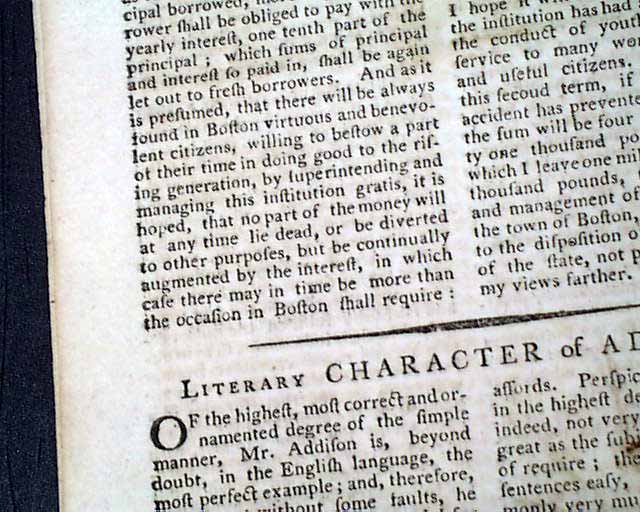 cipal borrowed,
rower ſhall be obliged to pay with the
yearly intereſt, one tenth part of the
principal ; which ſums of principal
and intereſt ſo paid in, ſhall be again
let out to freſh borrowers. And as it
is preſumed, that there will be always
found in Boſton virtuous and benevo-
lent citizens, willing to beſtow a part
of their time in doing good to the riſ-
ing generation, by ſuperintending and
managing this inſtitution gratis, it is
hoped, that no part of the money will
at any time lie dead, or be diverted
to other purpoſes, but be continually
augmented by the intereſt, in which
caſe there may in time be more than
the occaſion in Boſton ſhall require :
I hope it
the inſtitution has had
the conduct of yout
ſervice to many wor
and uſeful citizens.
this ſecond term, if
accident has prevente
the ſum will be four
ty one thouſand po
which I leave one mi
thouſand pounds,
and management of
the town of Boſton,
to the diſpoſition o
of the ſtate, not p
my views farther.
LITERARY CHARACTER of AD
OF the higheſt, moſt correct and or-
namented degree of the ſimple
manner, Mr. Addiſon is, beyond
doubt, in the Engliſh language, the
moſt perfect example ; and, therefore,
without ſome faults, he
affords. Perſpic
in the higheſt de
indeed, not very
great as the ſub
of require ; the
ſentences eaſy,
monly very mu